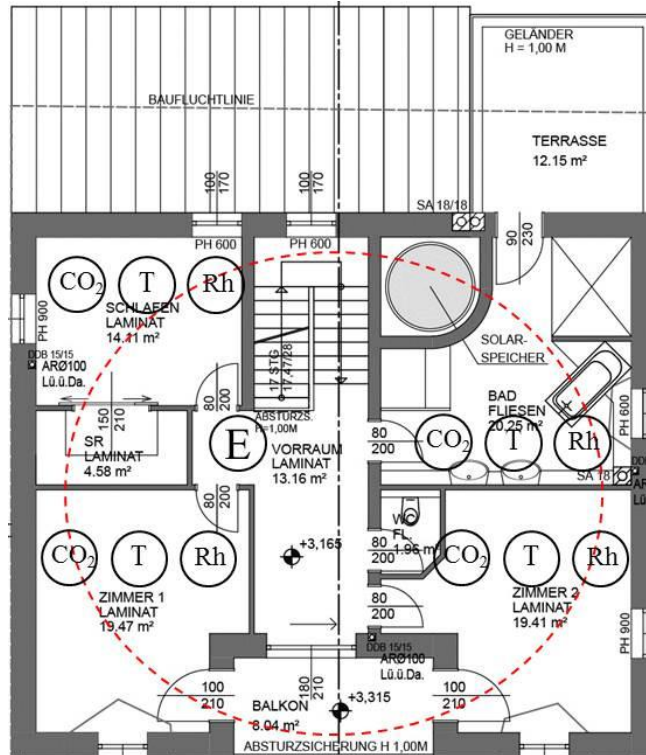 GELÄNDER
H = 1,00 M
BAUFLUCHTLINIE
TERRASSE
12.15 m²
100
170
100
170
SA 18/18
90
230
PH 600
PH 600
CO₂ T Rh
SCHLAFEN
LAMINAT
14.11 m²
PH 900
DDB 15/15
ARØ100
Lü.ü.Da.
SOLAR-
SPEICHER
17 STG
17,47/28
80
200
ABSTURZS.
H=1,00M
150
210
SR
LAMINAT
4.58 m²
E
VORRAUM
LAMINAT
13.16 m²
80
200
BAD
FLIESEN
20.25 m²
CO₂ T Rh
PH 600
SA 18
80
200
WC
FL.
1.96 m²
+3,165
80
200
CO₂ T Rh
ZIMMER 1
LAMINAT
19.47 m²
CO₂ T Rh
ZIMMER 2
LAMINAT
19.41 m²
80
200
PH 900
DDB 15/15
ARØ100
Lü.ü.Da.
100
210
180
210
100
210
BALKON
8.04 m²
+3,315
ABSTURZSICHERUNG H 1,00M